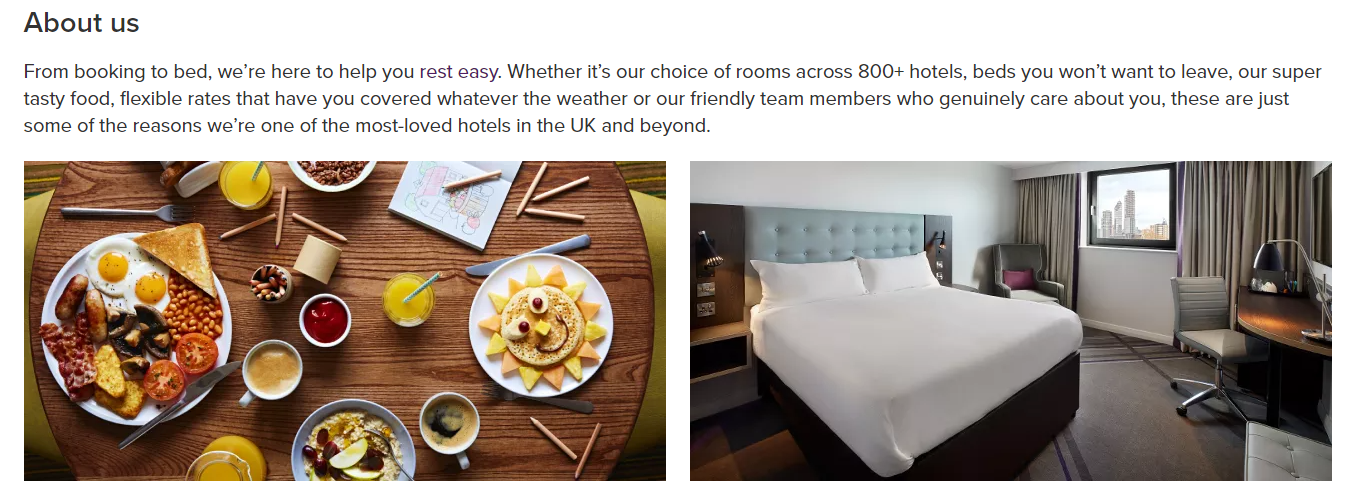 About us
From booking to bed, we’re here to help you rest easy. Whether it’s our choice of rooms across 800+ hotels, beds you won’t want to leave, our super
tasty food, flexible rates that have you covered whatever the weather or our friendly team members who genuinely care about you, these are just
some of the reasons we’re one of the most-loved hotels in the UK and beyond.